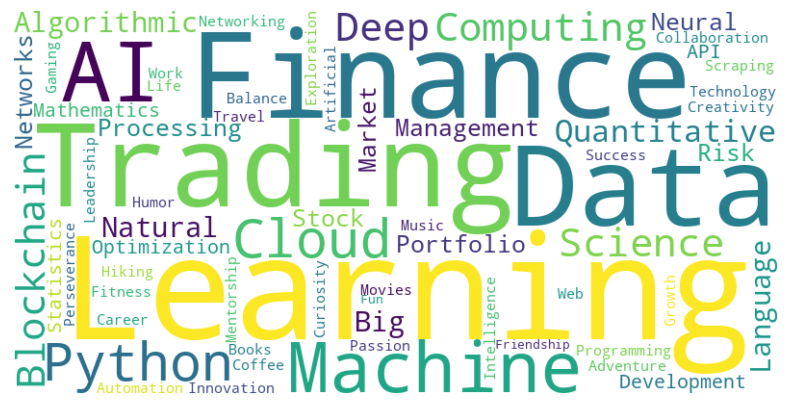 Algorithmic
Networking
Exploration
Deep
Computing
Neural
Collaboration
API
Scraping
Networks
Gaming
AI
Work
Life
Finance
Artificial
Balance
Travel
Technology
Creativity
Mathematics
Processing
Market
Management
Quantitative
Trading
Data
Success
Risk
Blockchain
Leadership
Humor
Natural
Stock
Music
Statistics
Perseverance
Optimization
Cloud
Portfolio
Science
Language
Hiking
Fitness
Career
Learning
Mentorship
Curiosity
Movies
Fun
Big
Intelligence
Web
Growth
Python
Books
Coffee
Machine
Passion
Friendship
Programming
Adventure
Development
Automation
Innovation